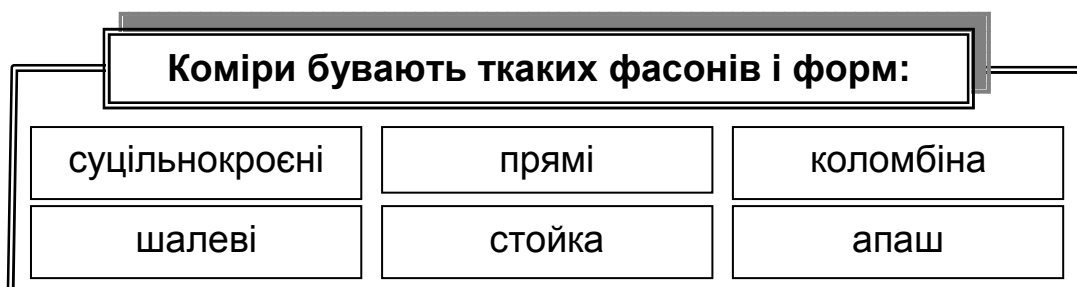 Коміри бувають ткаких фасонів і форм:
суцільнокроєні прямі коломбіна
шалеві стойка апаш